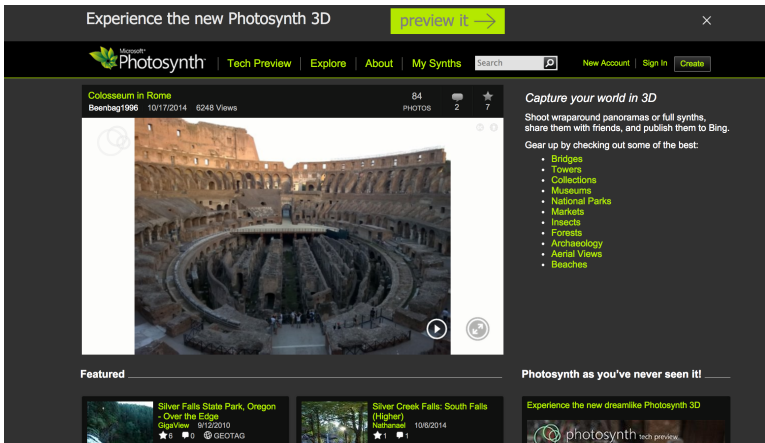 Experience the new Photosynth 3D
preview it
Microsoft®
Photosynth™
Tech Preview
Explore
About
My Synths
Search
New Account
Sign In
Create
Colosseum in Rome
Beenbag1996 10/17/2014 6248 Views
84
PHOTOS
2
7
Capture your world in 3D
Shoot wraparound panoramas or full synths,
share them with friends, and publish them to Bing.
Gear up by checking out some of the best:
Bridges
Towers
Collections
Museums
National Parks
Markets
Insects
Forests
Archaeology
Aerial Views
Beaches
Featured
Silver Falls State Park, Oregon
- Over the Edge
GigaView 9/12/2010
6 0 GEOTAG
Silver Creek Falls: South Falls
(Higher)
Nathanael 10/6/2014
1 1
Photosynth as you've never seen it!
Experience the new dreamlike Photosynth 3D
photosynth tech preview